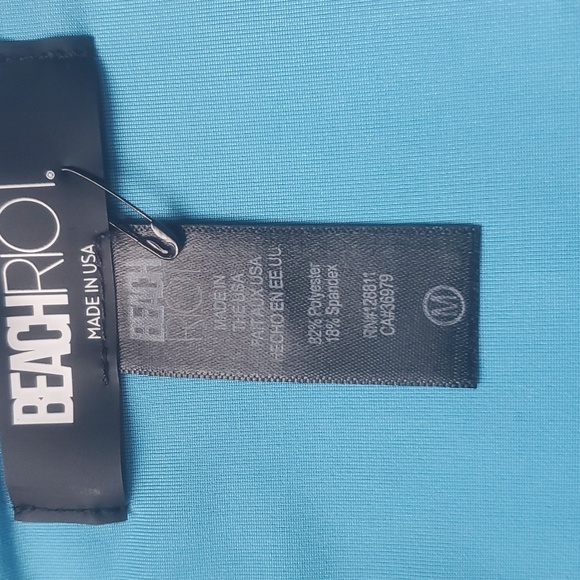 BEACHRIOT.
MADE IN USA
BEACH
RIOT
MADE IN
THE USA
FAIT AUX USA
HECHO EN EE.UU.
82% Polyester
18% Spandex
RN#128811
CA#36979
M